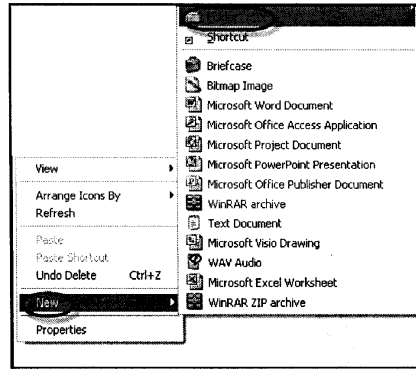 Shortcut
Briefcase
Bitmap Image
Microsoft Word Document
Microsoft Office Access Application
Microsoft Project Document
Microsoft PowerPoint Presentation
Microsoft Office Publisher Document
WinRAR archive
Text Document
Microsoft Visio Drawing
WAV Audio
Microsoft Excel Worksheet
WinRAR ZIP archive
View
Arrange Icons By
Refresh
Paste
Paste Shortcut
Undo Delete Ctrl+Z
New
Properties